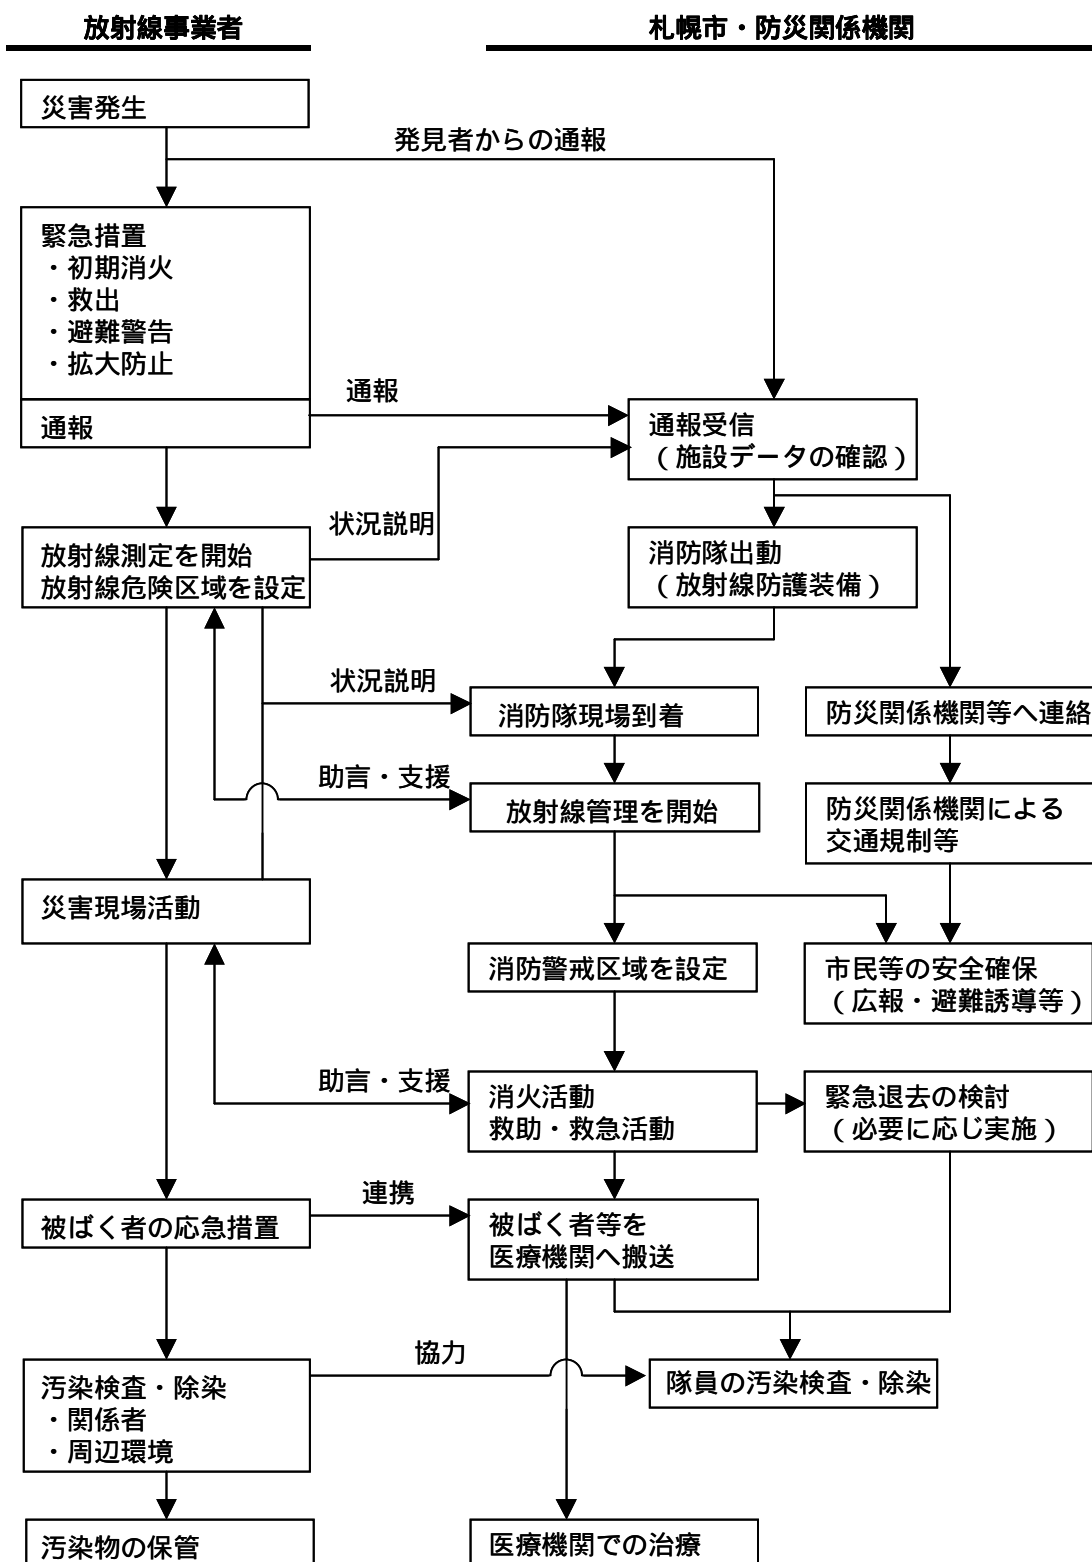 放射線事業者
札幌市・防災関係機関
災害発生
発見者からの通報
緊急措置
・初期消火
・救出
・避難警告
・拡大防止
通報
通報
通報受信
（施設データの確認）
状況説明
放射線測定を開始
放射線危険区域を設定
消防隊出動
（放射線防護装備）
状況説明
消防隊現場到着
防災関係機関等へ連絡
助言・支援
放射線管理を開始
防災関係機関による
交通規制等
災害現場活動
消防警戒区域を設定
市民等の安全確保
（広報・避難誘導等）
助言・支援
消火活動
救助・救急活動
緊急退去の検討
（必要に応じ実施）
連携
被ばく者の応急措置
被ばく者等を
医療機関へ搬送
協力
汚染検査・除染
・関係者
・周辺環境
隊員の汚染検査・除染
汚染物の保管
医療機関での治療